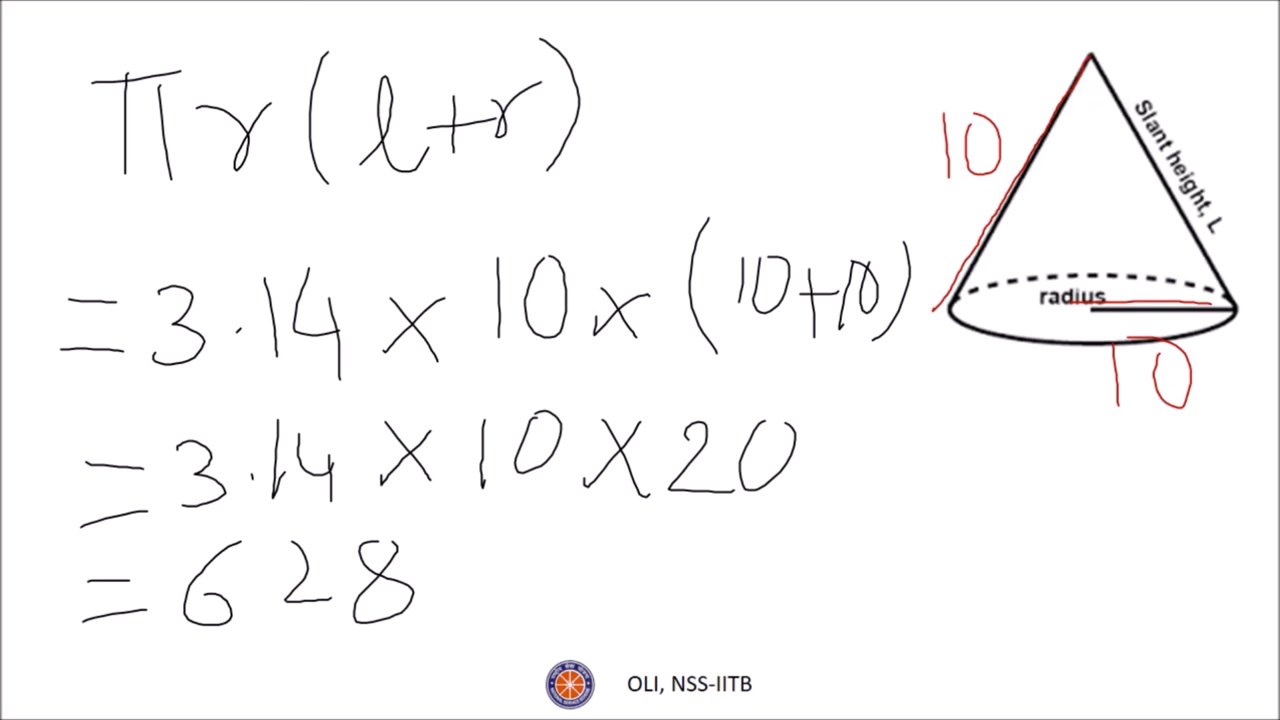 πr(l+r)
= 3.14 × 10 × (10+10)
= 3.14 × 10 × 20
= 628
10
Slant height, L
radius
10
OLI, NSS-IITB